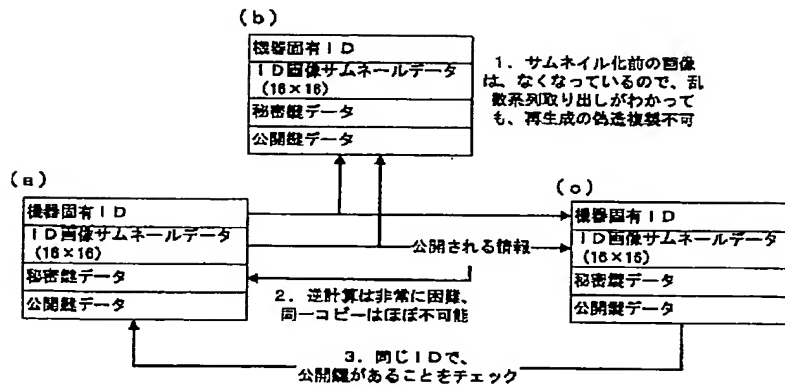 (b)
機器固有ID
ID画像サムネールデータ
(16×16)
秘密鍵データ
公開鍵データ
1. サムネイル化前の画像
は、なくなっているので、乱
数系列取り出しがわかって
も、再生成の偽造複製不可
(a)
機器固有ID
ID画像サムネールデータ
(16×16)
秘密鍵データ
公開鍵データ
(c)
機器固有ID
ID画像サムネールデータ
(16×16)
秘密鍵データ
公開鍵データ
公開される情報
2. 逆計算は非常に困難、
同一コピーはほぼ不可能
3. 同じIDで、
公開鍵があることをチェック